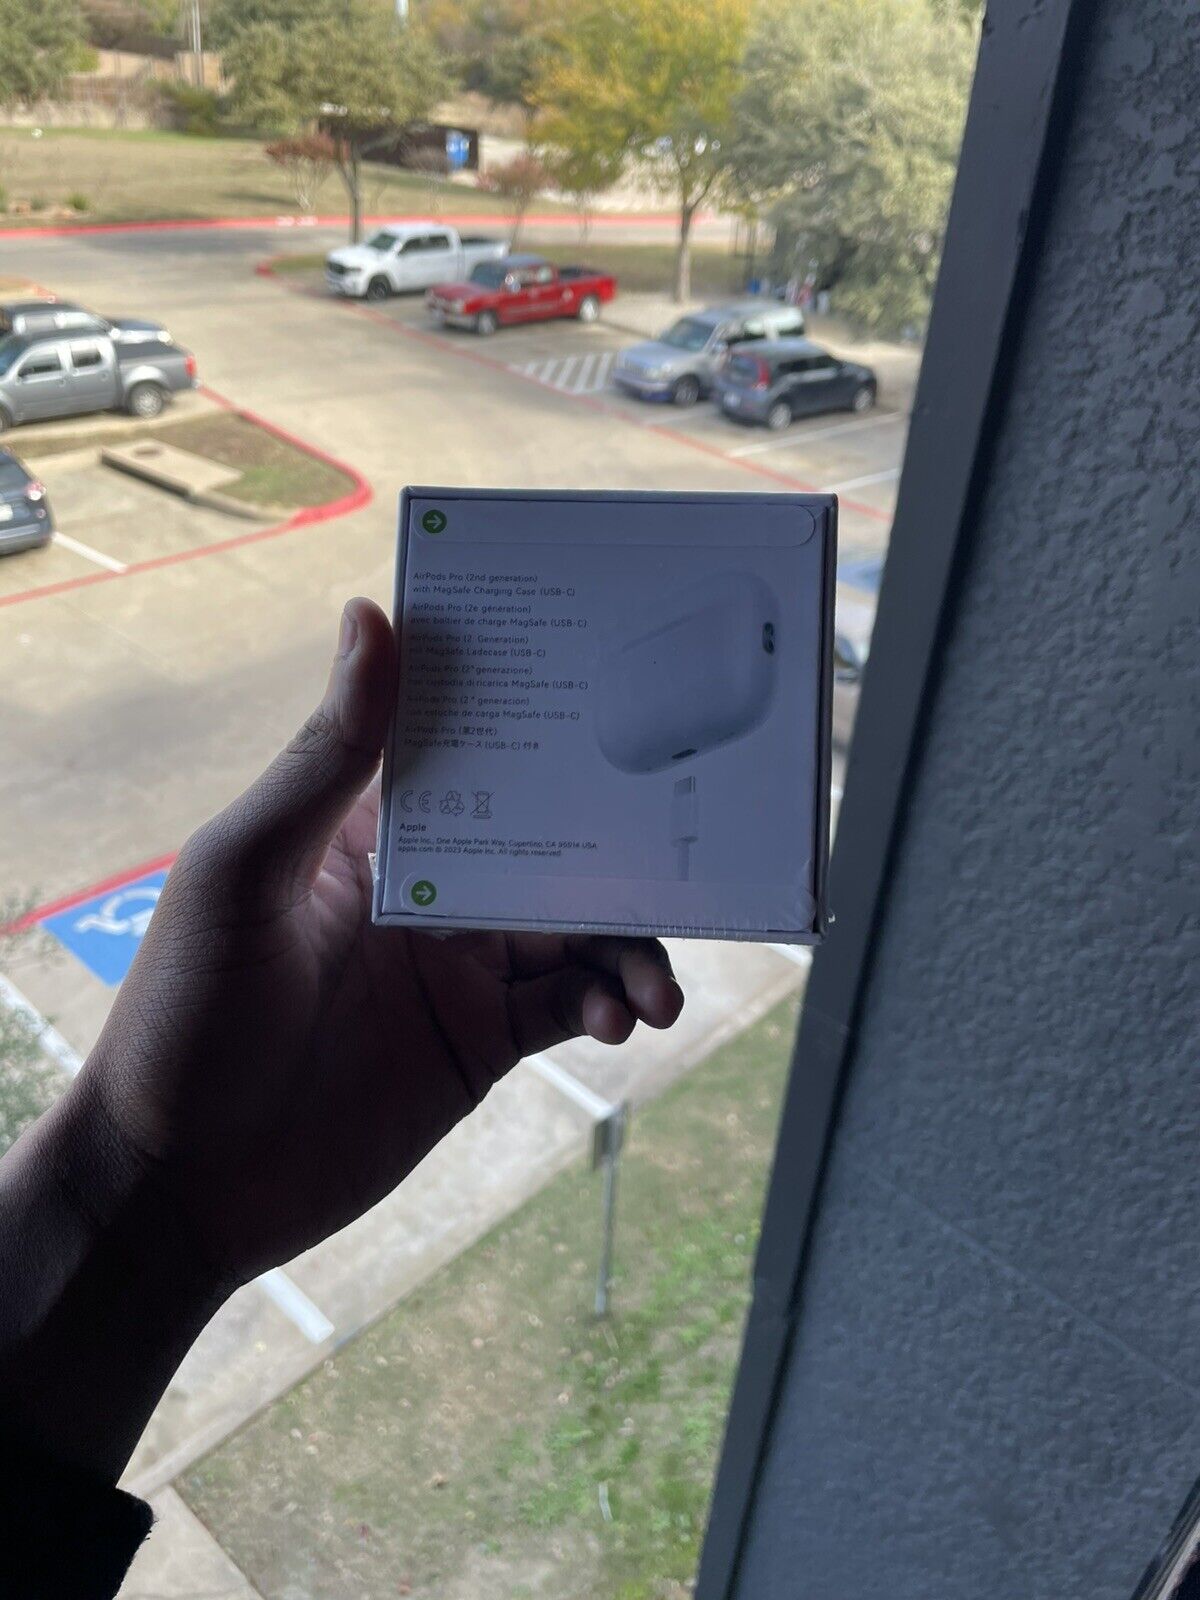 AirPods Pro (2nd generation)
with MagSafe Charging Case (USB-C)
AirPods Pro (2e génération)
avec boîtier de charge MagSafe (USB-C)
AirPods Pro (2. Generation)
mit MagSafe Ladecase (USB-C)
AirPods Pro (2ª generazione)
con custodia di ricarica MagSafe (USB-C)
AirPods Pro (2.ª generación)
con estuche de carga MagSafe (USB-C)
AirPods Pro (第2世代)
MagSafe充電ケース (USB-C) 付き
CE
Apple
Apple Inc., One Apple Park Way, Cupertino, CA 95014 USA
apple.com © 2023 Apple Inc. All rights reserved.